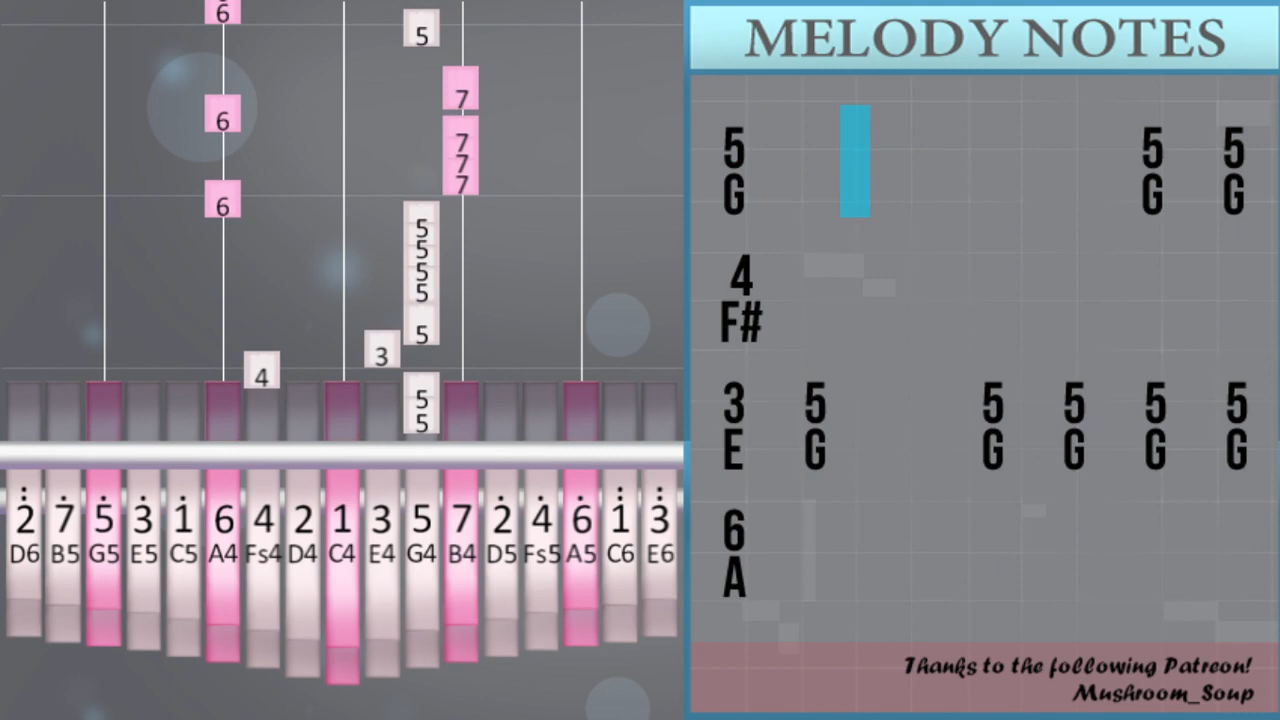 6
5
7
6
7
7
7
6
5
5
5
5
5
3
4
5
5
2 7 5 3 1 6 4 2 1 3 5 7 2 4 6 1 3
D6 B5 G5 E5 C5 A4 Fs4 D4 C4 E4 G4 B4 D5 Fs5 A5 C6 E6
MELODY NOTES
5 5 5
G G G
4
F#
3 5 5 5 5 5
E G G G G G
6
A
Thanks to the following Patreon!
Mushroom_Soup